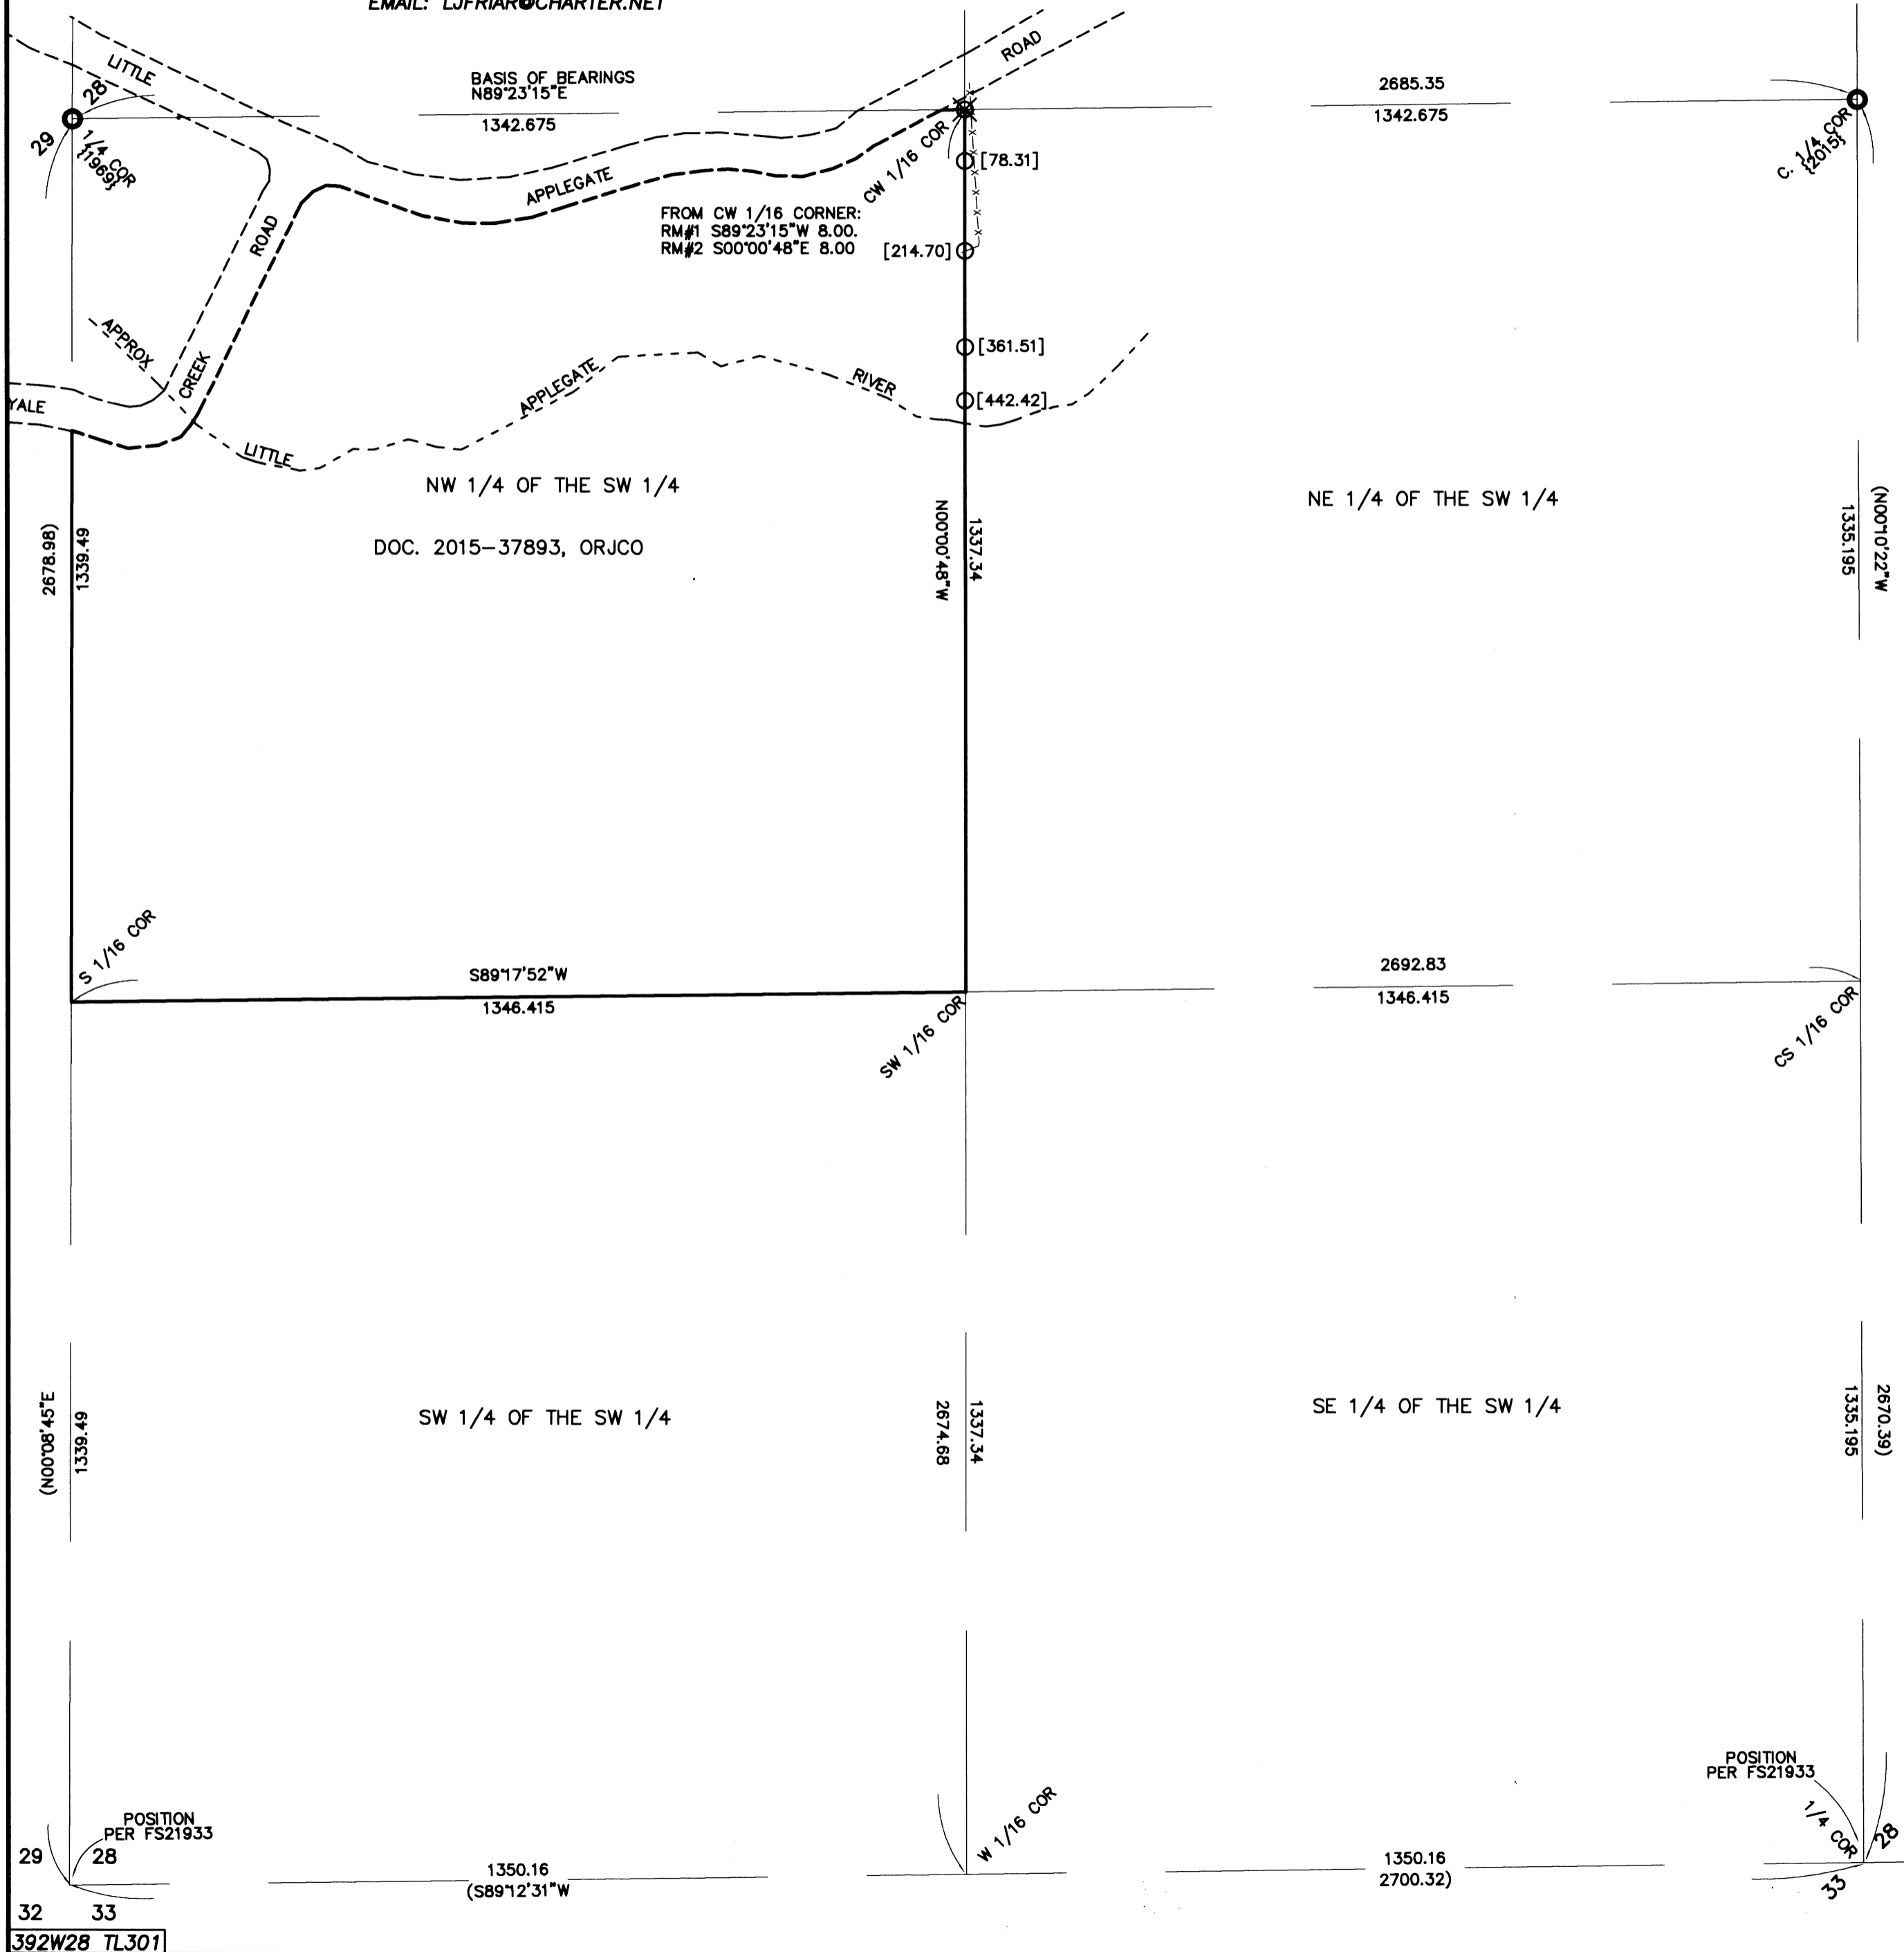 EMAIL: LJFRIAR@CHARTER.NET
LITTLE
ROAD
BASIS OF BEARINGS
N89°23'15"E
1342.675
2685.35
1342.675
28
29
1/4 COR
{1969}
C. 1/4 COR
{2015}
CW 1/16 COR
[78.31]
APPLEGATE
FROM CW 1/16 CORNER:
RM#1 S89°23'15"W 8.00.
RM#2 S00°00'48"E 8.00
[214.70]
ROAD
APPROX
CREEK
[361.51]
APPLEGATE
RIVER
[442.42]
YALE
LITTLE
NW 1/4 OF THE SW 1/4
NE 1/4 OF THE SW 1/4
DOC. 2015-37893, ORJCO
2678.98)
1339.49
N00°00'48"W
1337.34
1335.195
(N00°10'22"W
S 1/16 COR
S89°17'52"W
1346.415
2692.83
1346.415
SW 1/16 COR
CS 1/16 COR
(N00°08'45"E
1339.49
SW 1/4 OF THE SW 1/4
2674.68
1337.34
SE 1/4 OF THE SW 1/4
1335.195
2670.39)
POSITION
PER FS21933
POSITION
PER FS21933
W 1/16 COR
1/4 COR
28
33
29
28
1350.16
(S89°12'31"W
1350.16
2700.32)
32
33
392W28 TL301